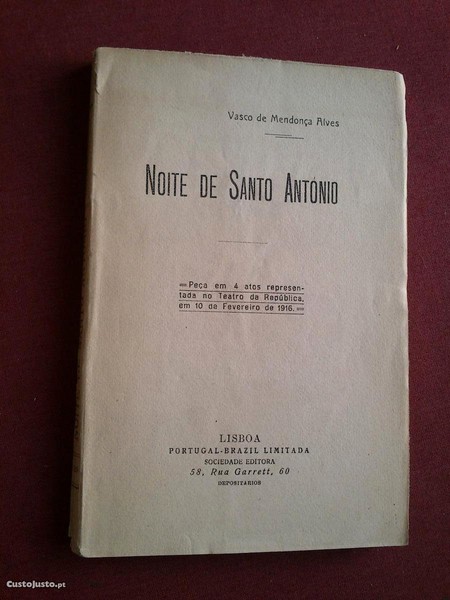 Vasco de Mendonça Alves
NOITE DE SANTO ANTÓNIO
Peça em 4 atos represen-
tada no Teatro da República,
em 10 de Fevereiro de 1916.
LISBOA
PORTUGAL-BRAZIL LIMITADA
SOCIEDADE EDITORA
58, Rua Garrett, 60
DEPOSITARIOS
CustoJusto.pt